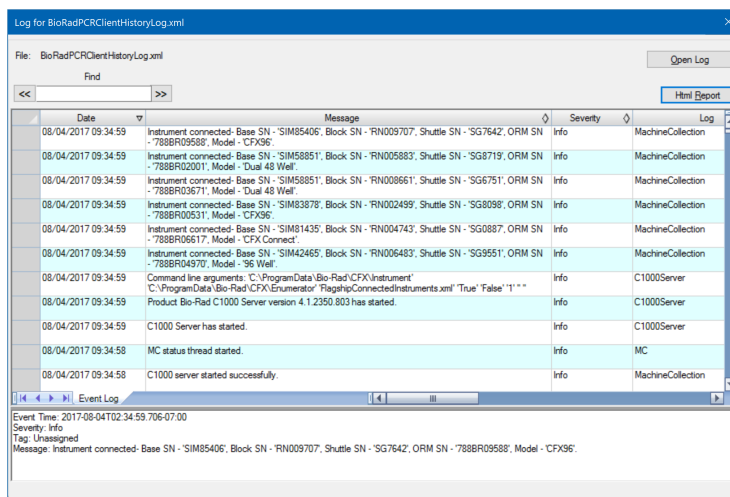 Log for BioRadPCRClientHistoryLog.xml
File: BioRadPCRClientHistoryLog.xml
Open Log
Find
<< >>
Html Report
Date Message Severity Log
08/04/2017 09:34:59 Instrument connected- Base SN - 'SIM85406', Block SN - 'RN009707', Shuttle SN - 'SG7642', ORM SN Info MachineCollection
- '788BR09588', Model - 'CFX96'.
08/04/2017 09:34:59 Instrument connected- Base SN - 'SIM58851', Block SN - 'RN005883', Shuttle SN - 'SG8719', ORM SN Info MachineCollection
- '788BR02001', Model - 'Dual 48 Well'.
08/04/2017 09:34:59 Instrument connected- Base SN - 'SIM58851', Block SN - 'RN008661', Shuttle SN - 'SG6751', ORM SN Info MachineCollection
- '788BR03671', Model - 'Dual 48 Well'.
08/04/2017 09:34:59 Instrument connected- Base SN - 'SIM83878', Block SN - 'RN002499', Shuttle SN - 'SG8098', ORM SN Info MachineCollection
- '788BR00531', Model - 'CFX96'.
08/04/2017 09:34:59 Instrument connected- Base SN - 'SIM81435', Block SN - 'RN004743', Shuttle SN - 'SG0887', ORM SN Info MachineCollection
- '788BR06617', Model - 'CFX Connect'.
08/04/2017 09:34:59 Instrument connected- Base SN - 'SIM42465', Block SN - 'RN006483', Shuttle SN - 'SG9551', ORM SN Info MachineCollection
- '788BR04970', Model - '96 Well'.
08/04/2017 09:34:59 Command line arguments: 'C:\ProgramData\Bio-Rad\CFX\Instrument' Info C1000Server
'C:\ProgramData\Bio-Rad\CFX\Enumerator' 'FlagshipConnectedInstruments.xml' 'True' 'False' '1' '' ''
08/04/2017 09:34:59 Product Bio-Rad C1000 Server version 4.1.2350.803 has started. Info C1000Server
08/04/2017 09:34:59 C1000 Server has started. Info C1000Server
08/04/2017 09:34:58 MC status thread started. Info MC
08/04/2017 09:34:58 C1000 server started successfully. Info MachineCollection
Event Log
Event Time: 2017-08-04T02:34:59.706-07:00
Severity: Info
Tag: Unassigned
Message: Instrument connected- Base SN - 'SIM85406', Block SN - 'RN009707', Shuttle SN - 'SG7642', ORM SN - '788BR09588', Model - 'CFX96'.